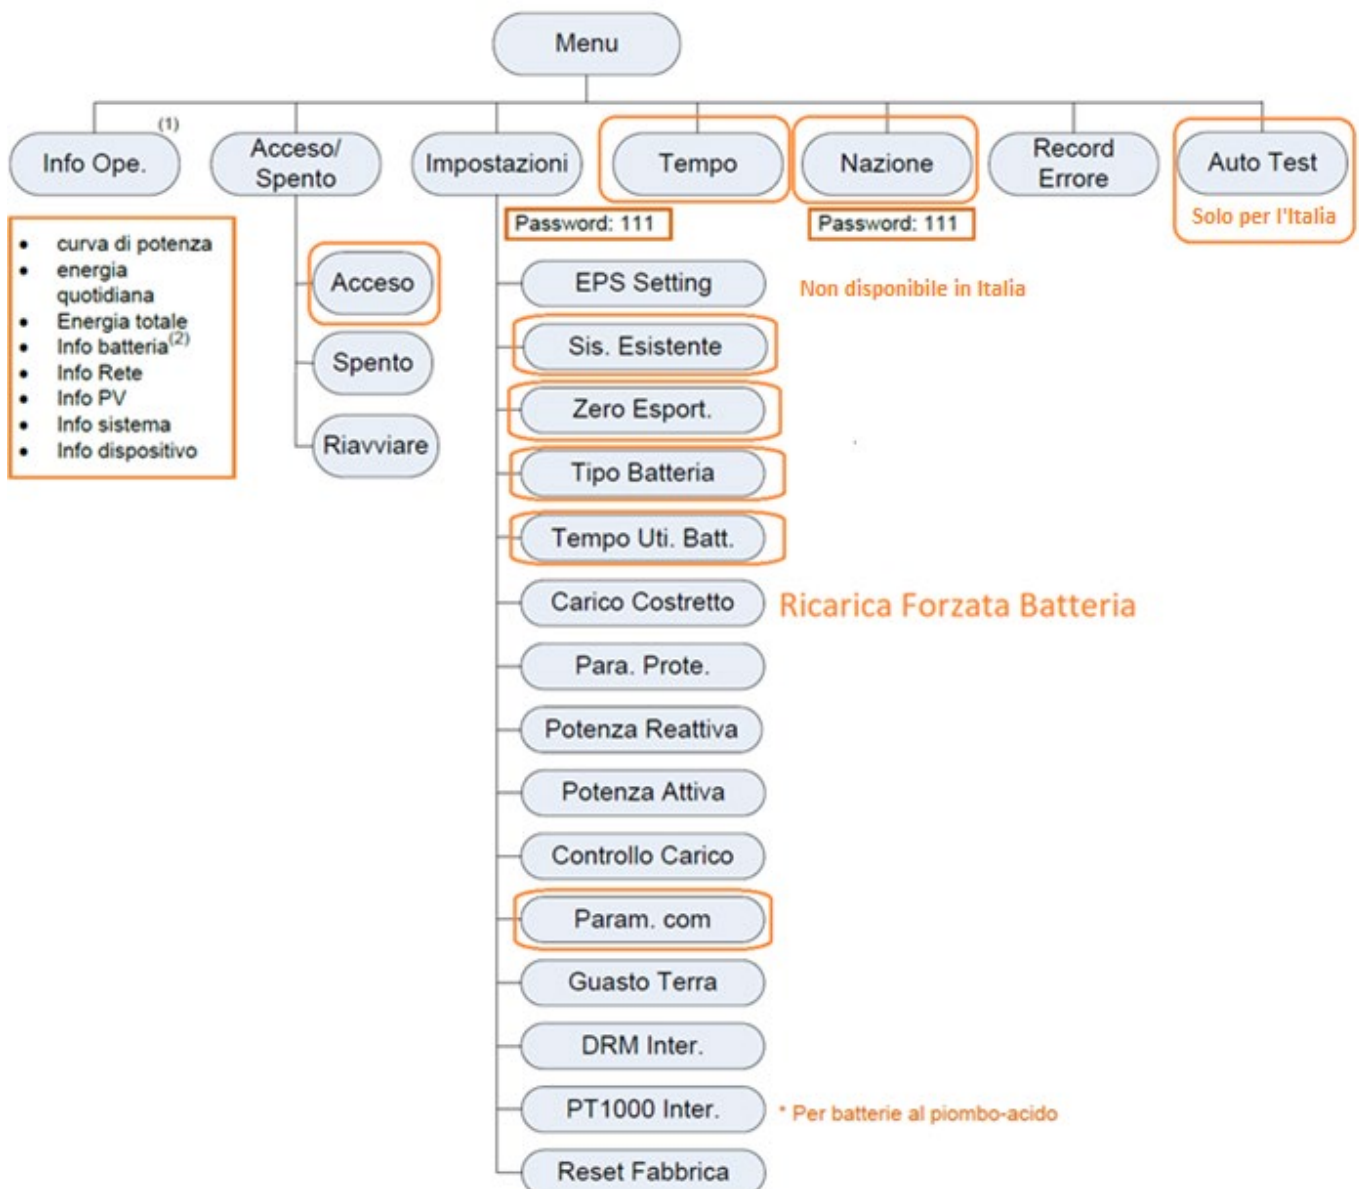 Menu
(1)
Info Ope.
Acceso/
Spento
Impostazioni
Tempo
Nazione
Record
Errore
Auto Test
Solo per l'Italia
Password: 111
Password: 111
• curva di potenza
• energia
quotidiana
• Energia totale
• Info batteria(2)
• Info Rete
• Info PV
• Info sistema
• Info dispositivo
Acceso
Spento
Riavviare
EPS Setting
Non disponibile in Italia
Sis. Esistente
Zero Esport.
Tipo Batteria
Tempo Uti. Batt.
Carico Costretto
Ricarica Forzata Batteria
Para. Prote.
Potenza Reattiva
Potenza Attiva
Controllo Carico
Param. com
Guasto Terra
DRM Inter.
PT1000 Inter.
* Per batterie al piombo-acido
Reset Fabbrica